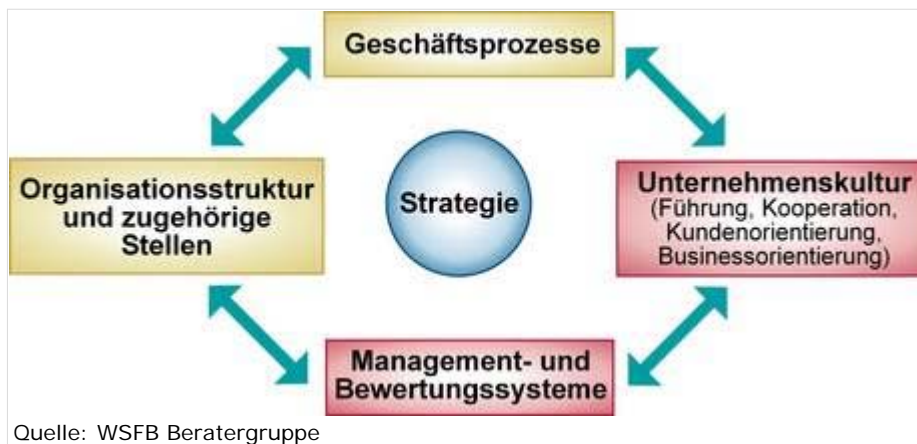 Geschäftsprozesse
Organisationsstruktur
und zugehörige
Stellen
Strategie
Unternehmenskultur
(Führung, Kooperation,
Kundenorientierung,
Businessorientierung)
Management- und
Bewertungssysteme
Quelle: WSFB Beratergruppe